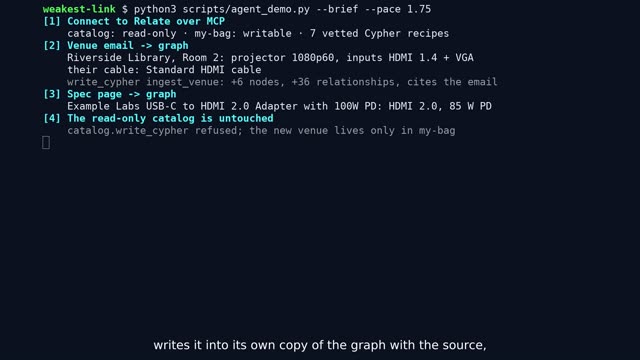 weakest-link $ python3 scripts/agent_demo.py --brief --pace 1.75
[1] Connect to Relate over MCP
catalog: read-only · my-bag: writable · 7 vetted Cypher recipes
[2] Venue email -> graph
Riverside Library, Room 2: projector 1080p60, inputs HDMI 1.4 + VGA
their cable: Standard HDMI cable
write_cypher ingest_venue: +6 nodes, +36 relationships, cites the email
[3] Spec page -> graph
Example Labs USB-C to HDMI 2.0 Adapter with 100W PD: HDMI 2.0, 85 W PD
[4] The read-only catalog is untouched
catalog.write_cypher refused; the new venue lives only in my-bag
writes it into its own copy of the graph with the source,